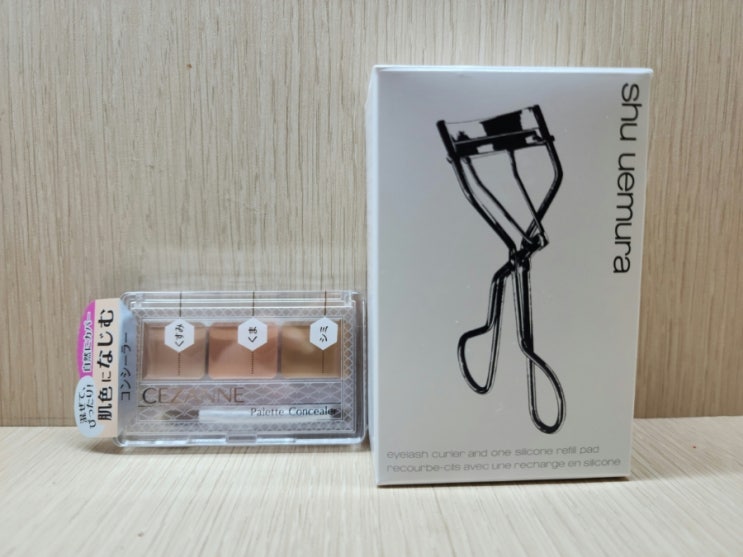 混ぜて、
ぴったり!
自然にカバー
肌色になじむ
コンシーラー
くすみ
くま
シミ
CEZANNE
Palette Concealer
shu uemura
eyelash curler and one silicone refill pad
recourbe-cils avec une recharge en silicone